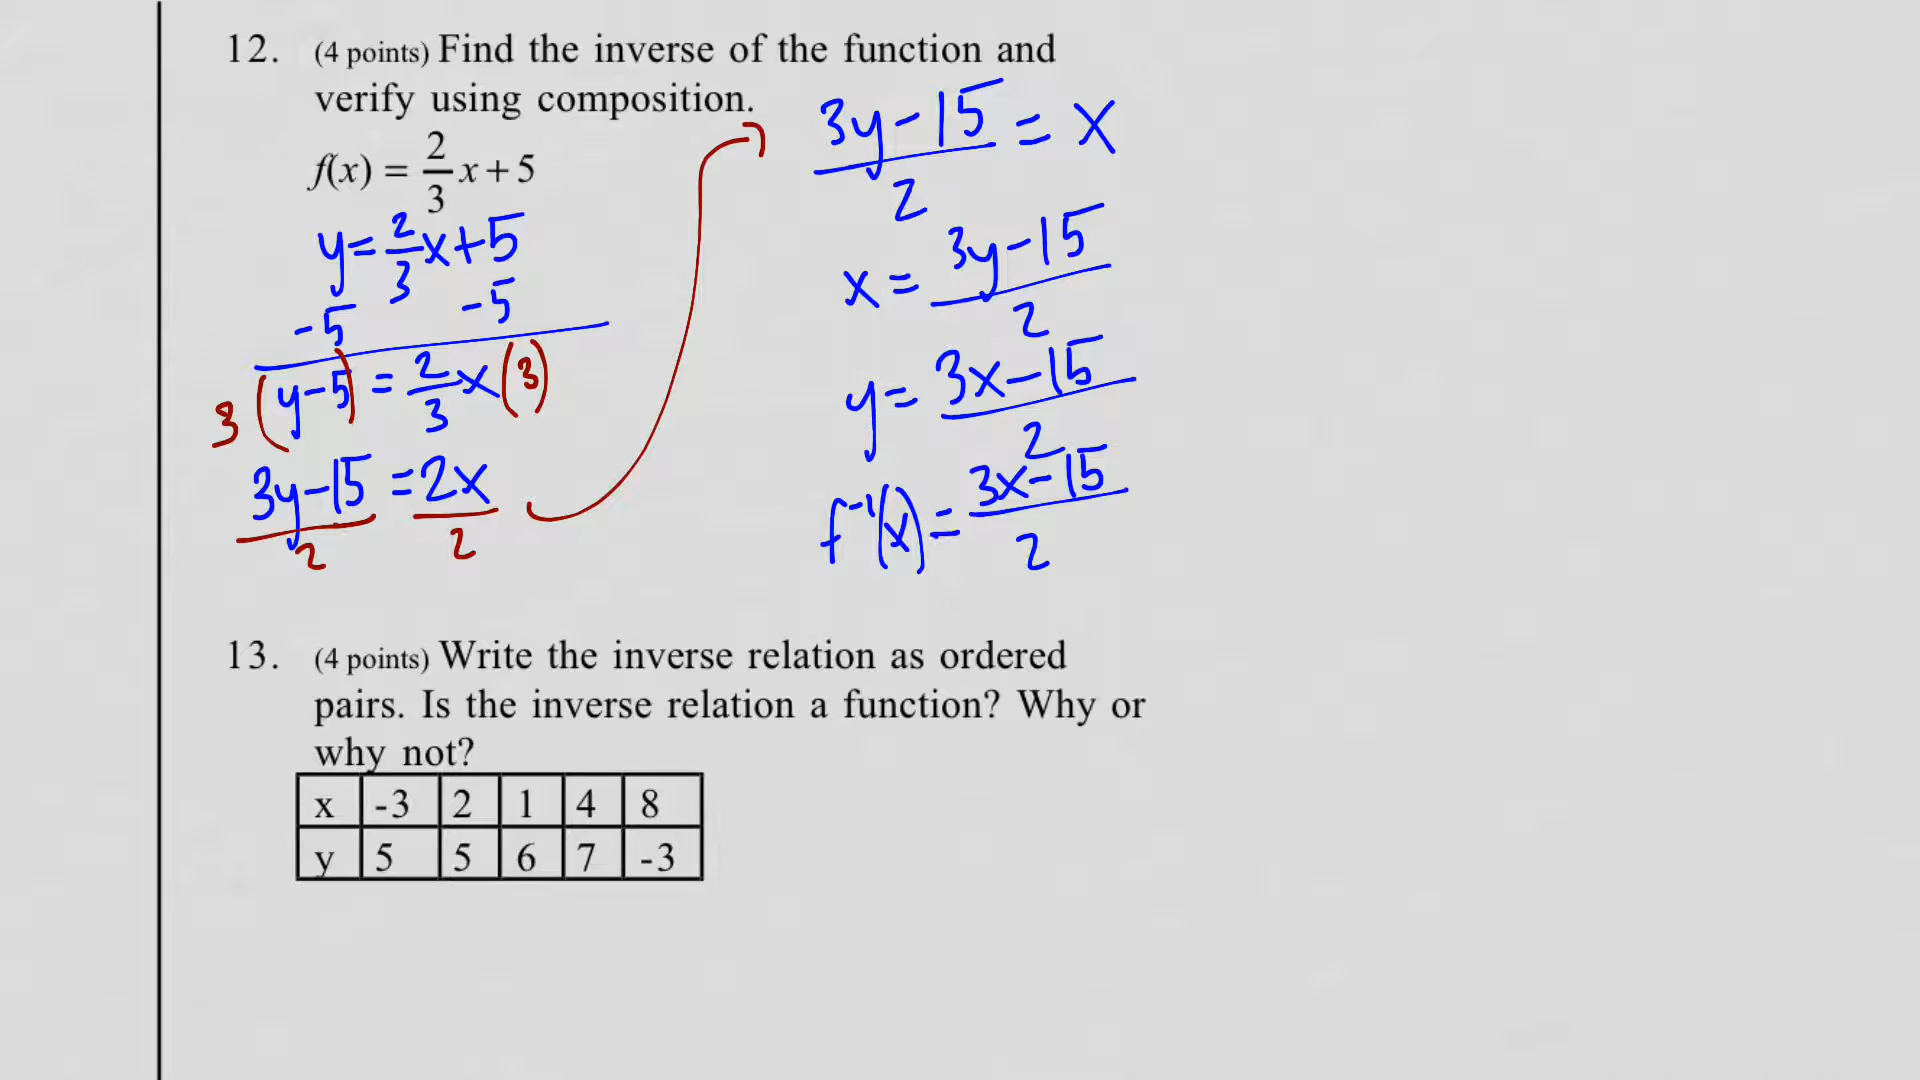 12. (4 points) Find the inverse of the function and
verify using composition.
f(x) = 2/3 x + 5
y = 2/3 x + 5
-5 -5
3(y-5) = 2/3 x(3)
3y-15 = 2x
2 2
(3y-15)/2 = x
x = (3y-15)/2
y = (3x-15)/2
f⁻¹(x) = (3x-15)/2
13. (4 points) Write the inverse relation as ordered
pairs. Is the inverse relation a function? Why or
why not?
x -3 2 1 4 8
y 5 5 6 7 -3